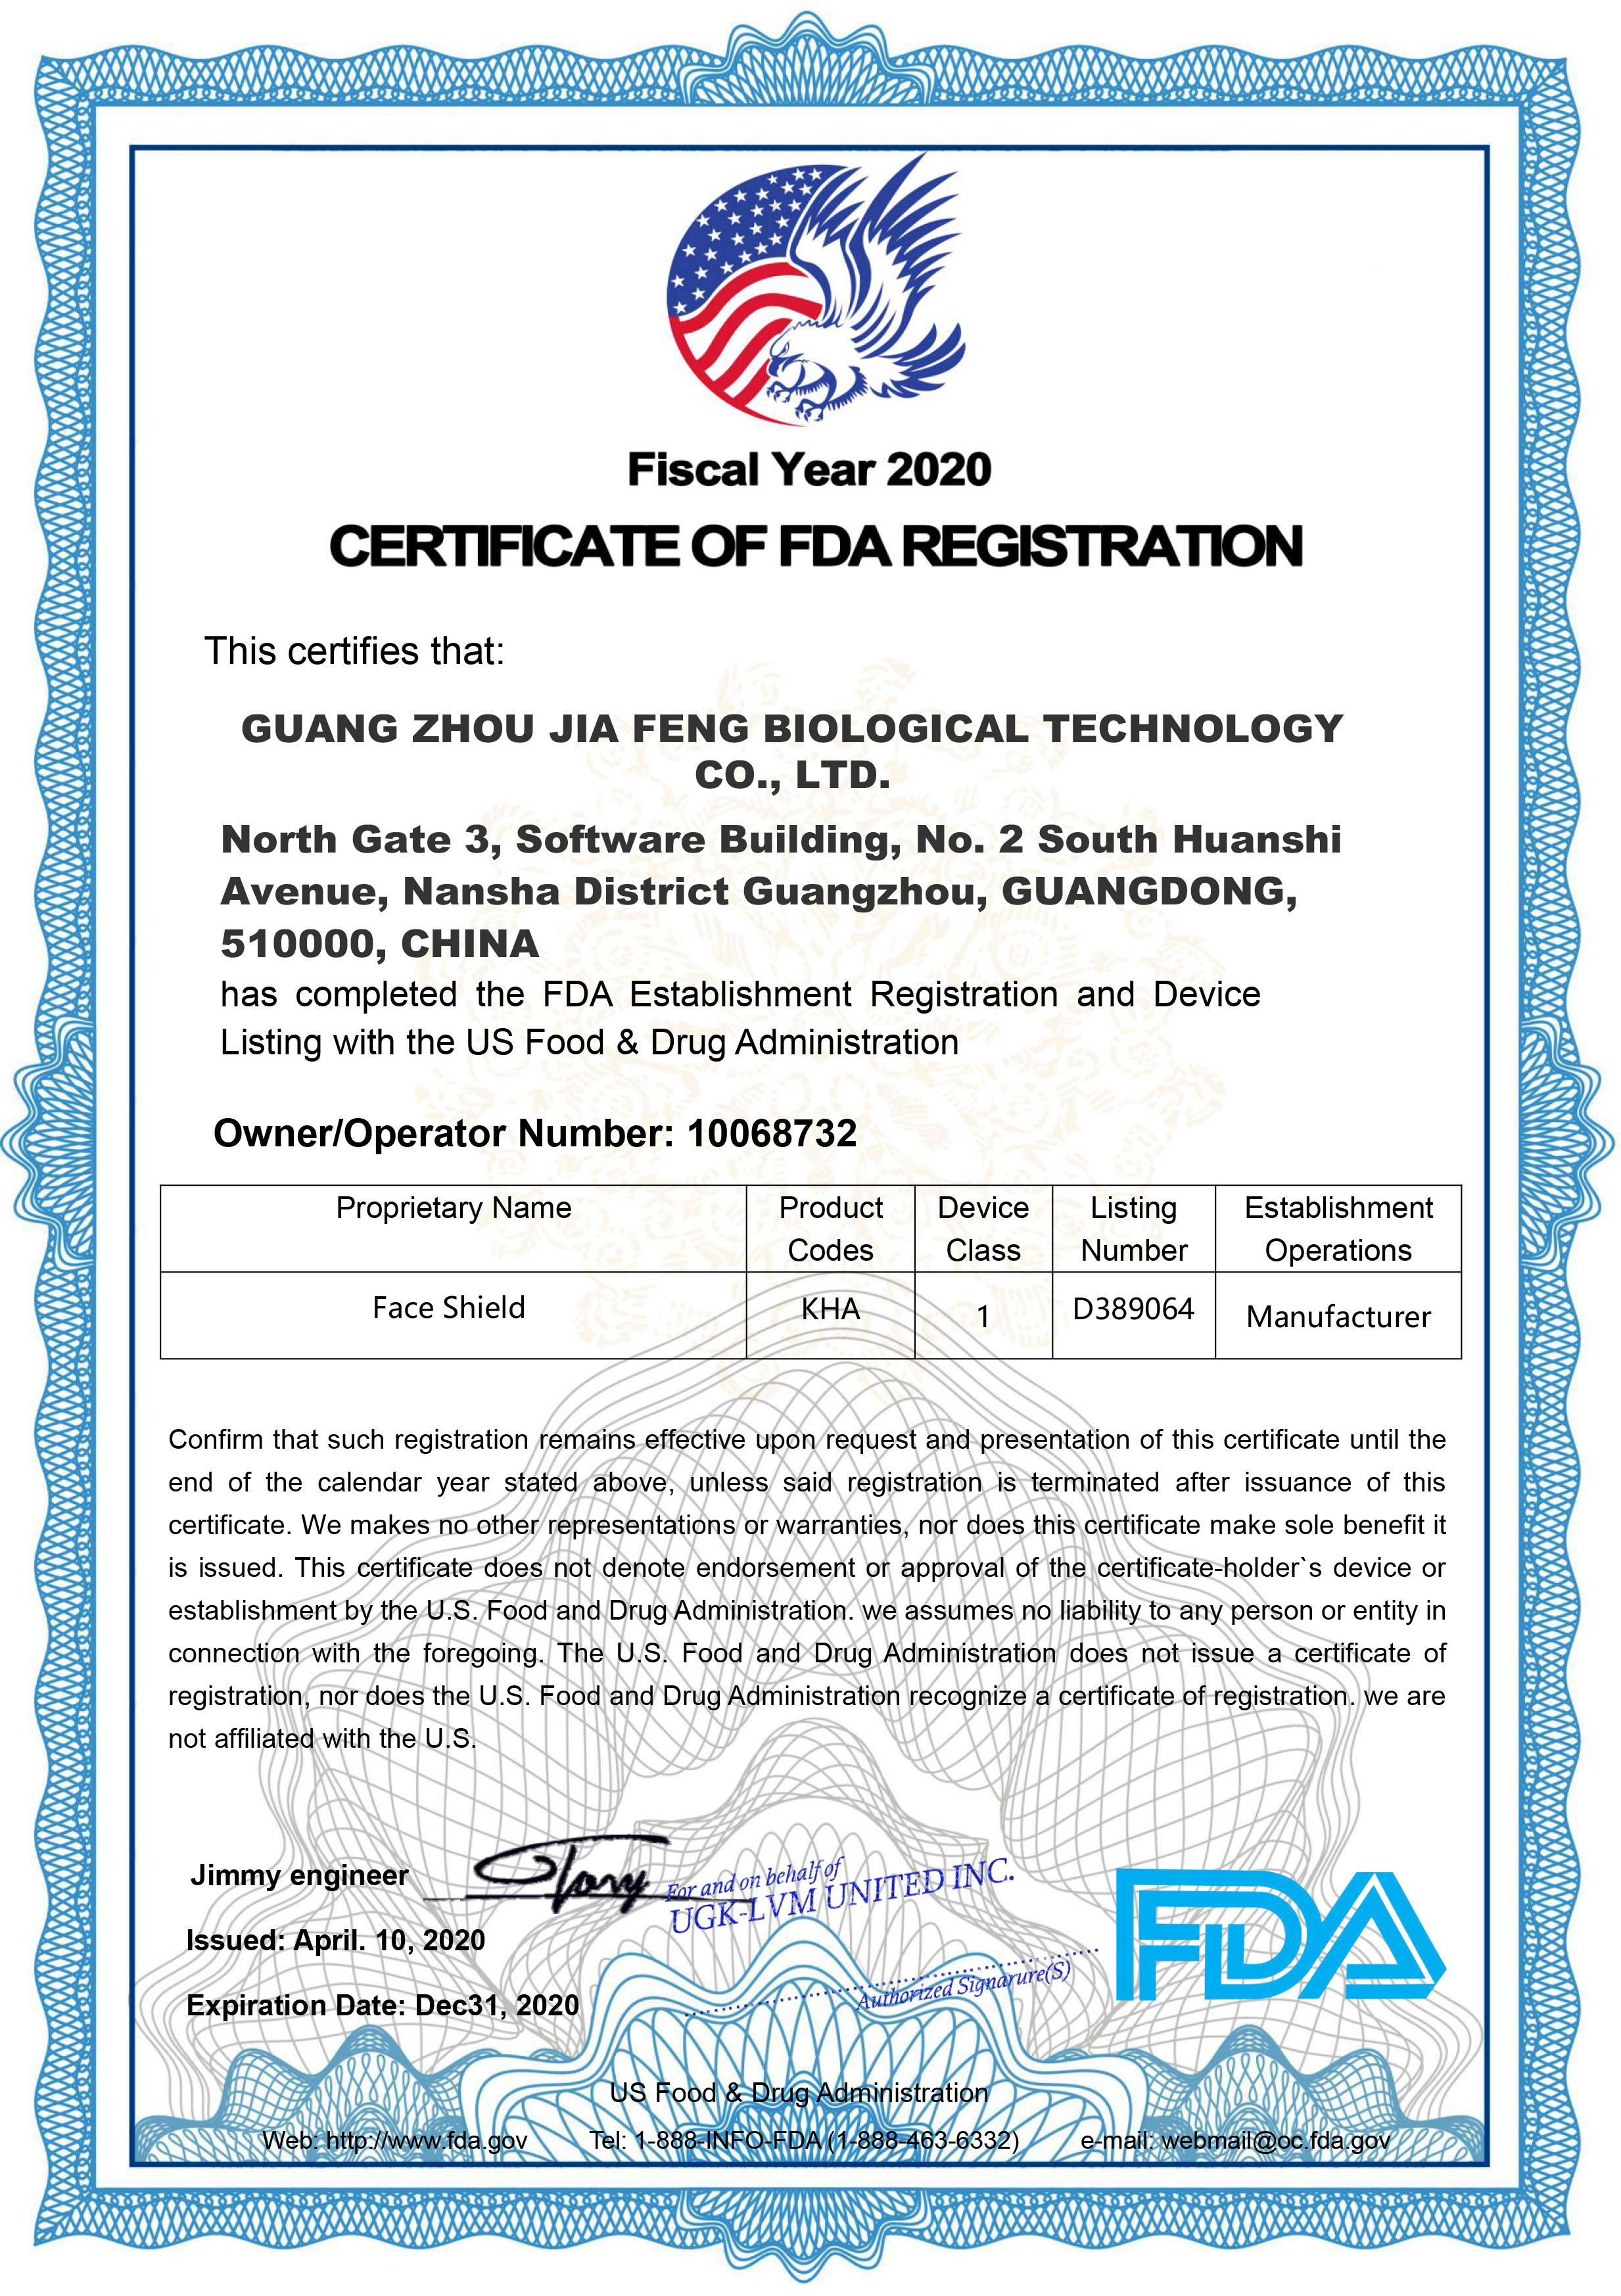 Fiscal Year 2020
CERTIFICATE OF FDA REGISTRATION
This certifies that:
GUANG ZHOU JIA FENG BIOLOGICAL TECHNOLOGY
CO., LTD.
North Gate 3, Software Building, No. 2 South Huanshi
Avenue, Nansha District Guangzhou, GUANGDONG,
510000, CHINA
has completed the FDA Establishment Registration and Device
Listing with the US Food & Drug Administration
Owner/Operator Number: 10068732
Proprietary Name Product Device Listing Establishment
Codes Class Number Operations
Face Shield KHA 1 D389064 Manufacturer
Confirm that such registration remains effective upon request and presentation of this certificate until the
end of the calendar year stated above, unless said registration is terminated after issuance of this
certificate. We makes no other representations or warranties, nor does this certificate make sole benefit it
is issued. This certificate does not denote endorsement or approval of the certificate-holder`s device or
establishment by the U.S. Food and Drug Administration. we assumes no liability to any person or entity in
connection with the foregoing. The U.S. Food and Drug Administration does not issue a certificate of
registration, nor does the U.S. Food and Drug Administration recognize a certificate of registration. we are
not affiliated with the U.S.
Jimmy engineer
For and on behalf of
UGK-LVM UNITED INC.
Issued: April. 10, 2020
Authorized Signarure(S)
FDA
Expiration Date: Dec31, 2020
US Food & Drug Administration
Web: http://www.fda.gov Tel: 1-888-INFO-FDA (1-888-463-6332) e-mail: webmail@oc.fda.gov